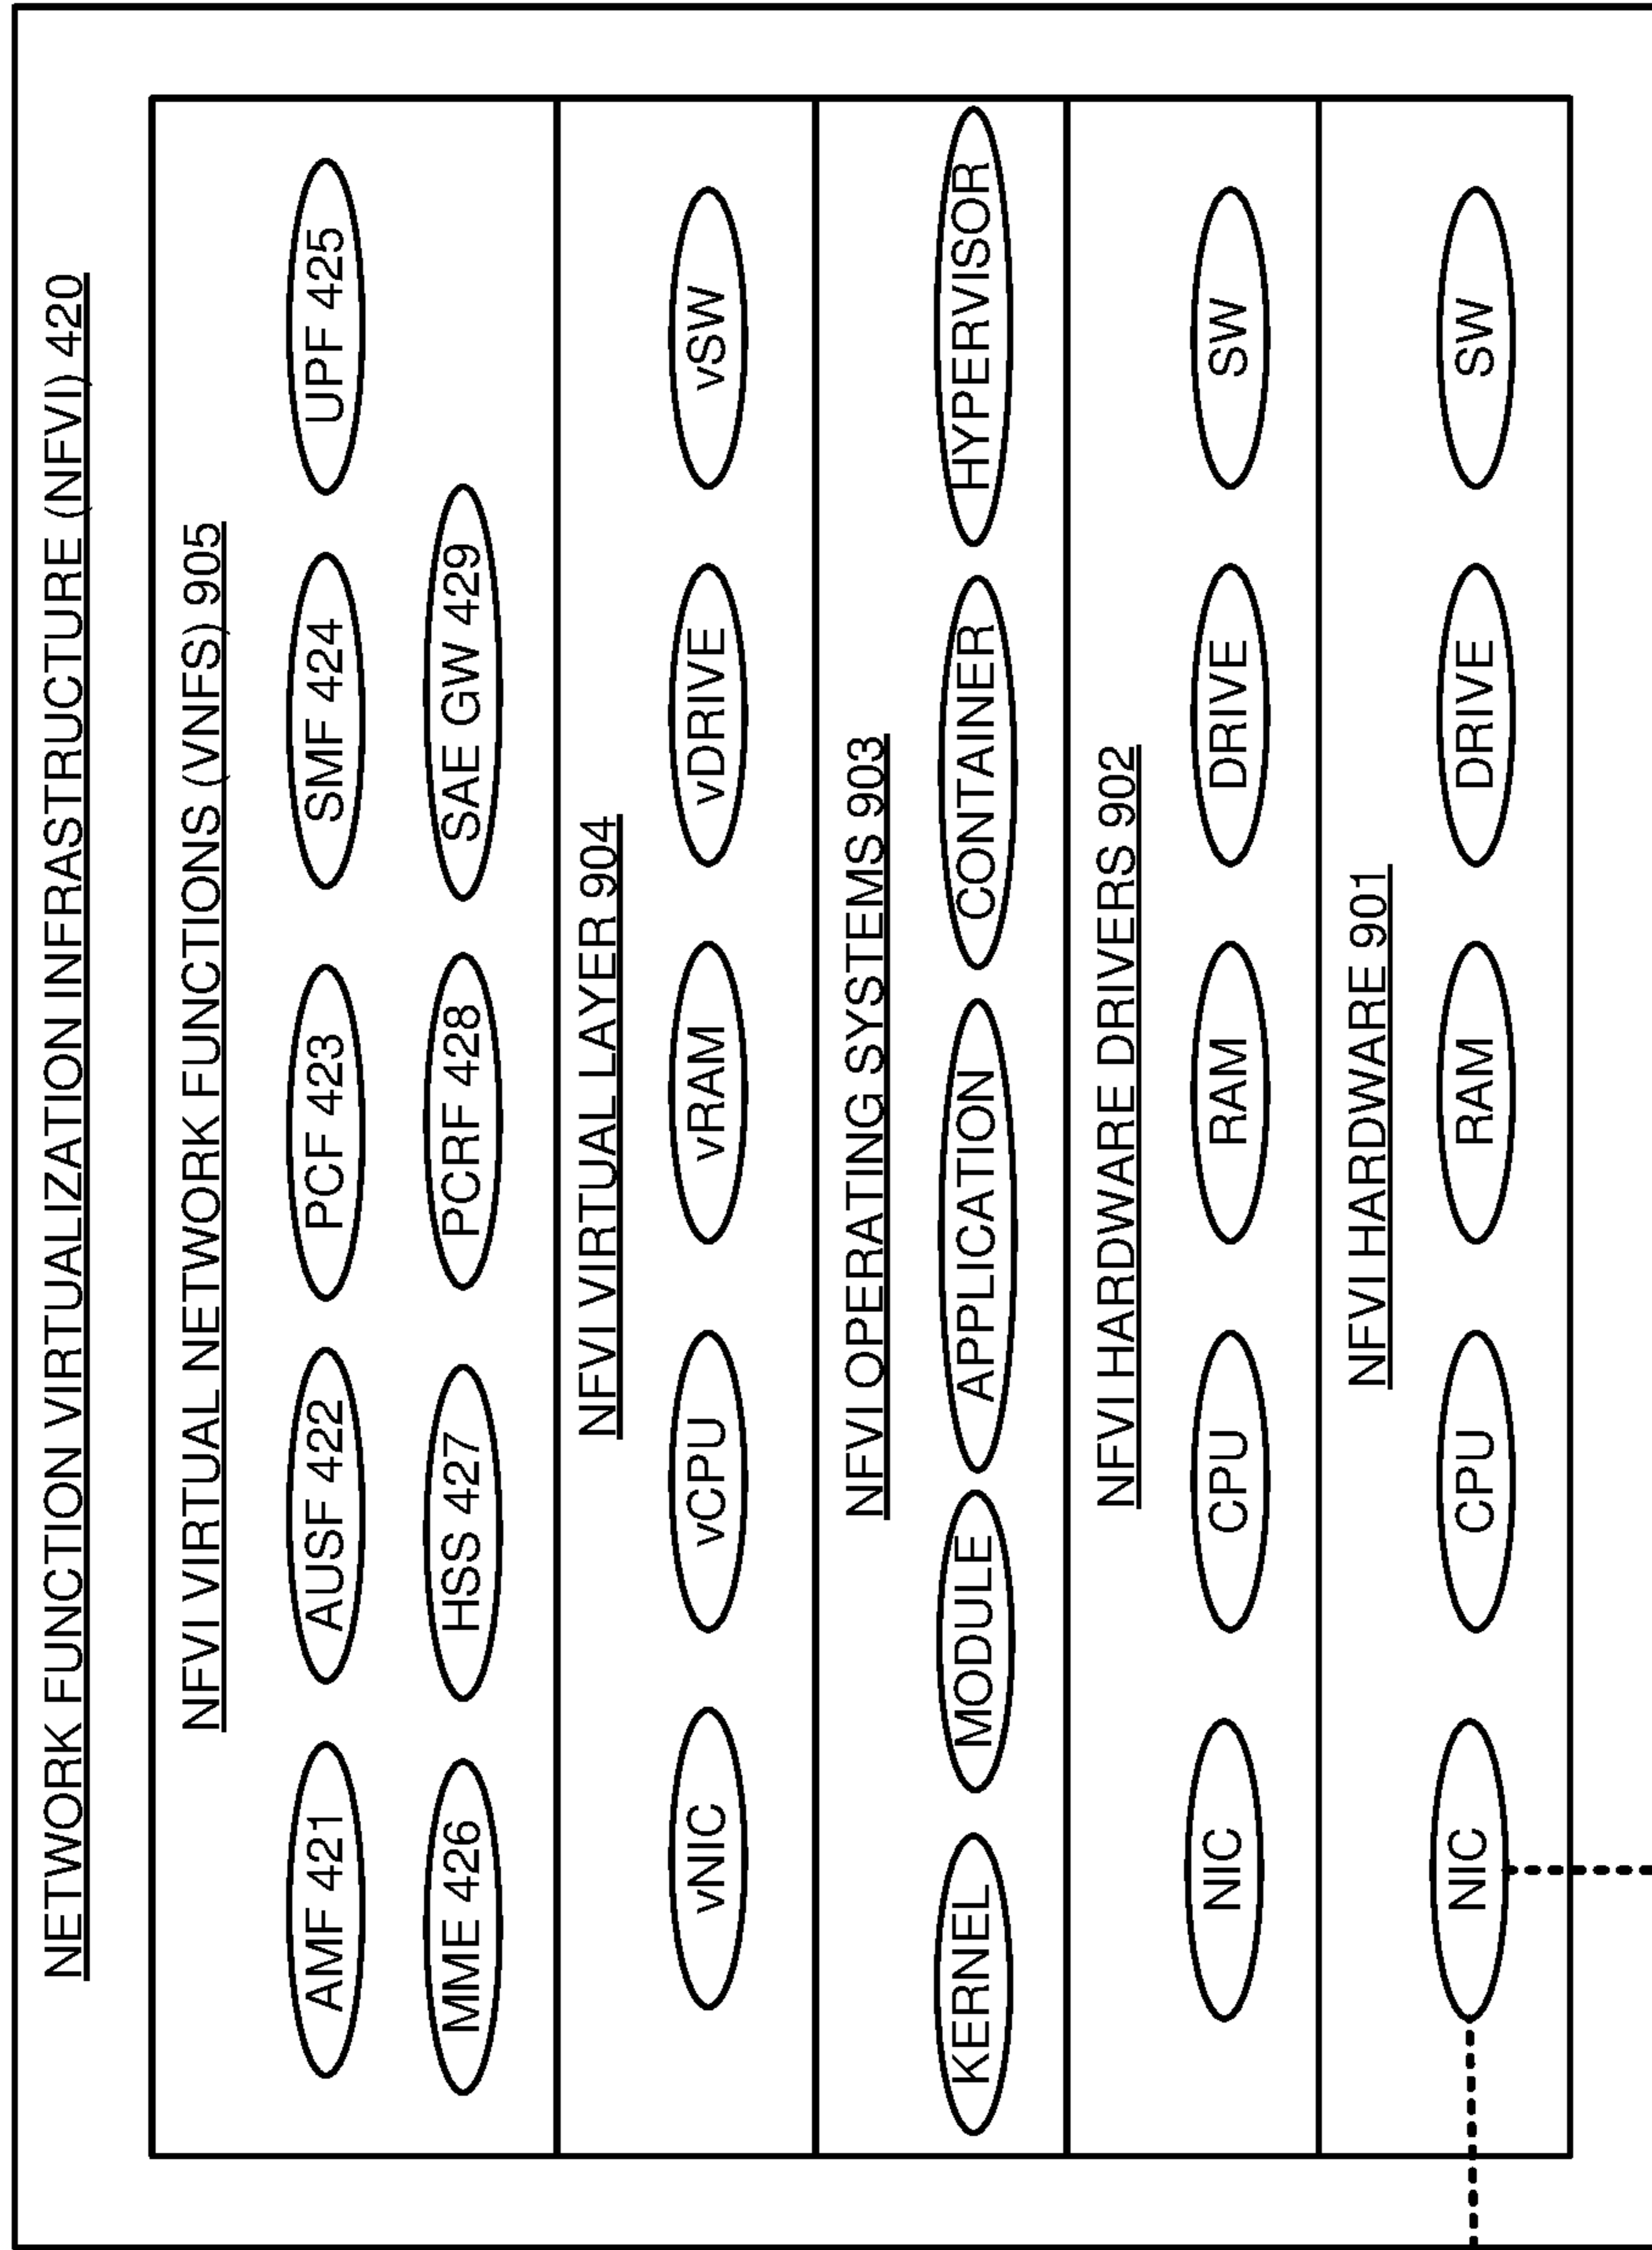 NETWORK FUNCTION VIRTUALIZATION INFRASTRUCTURE (NFVI) 420
NFVI VIRTUAL NETWORK FUNCTIONS (VNFS) 905
AMF 421 AUSF 422 PCF 423 SMF 424 UPF 425
MME 426 HSS 427 PCRF 428 SAE GW 429
NFVI VIRTUAL LAYER 904
vNIC vCPU vRAM vDRIVE vSW
NFVI OPERATING SYSTEMS 903
KERNEL MODULE APPLICATION CONTAINER HYPERVISOR
NFVI HARDWARE DRIVERS 902
NIC CPU RAM DRIVE SW
NFVI HARDWARE 901
NIC CPU RAM DRIVE SW